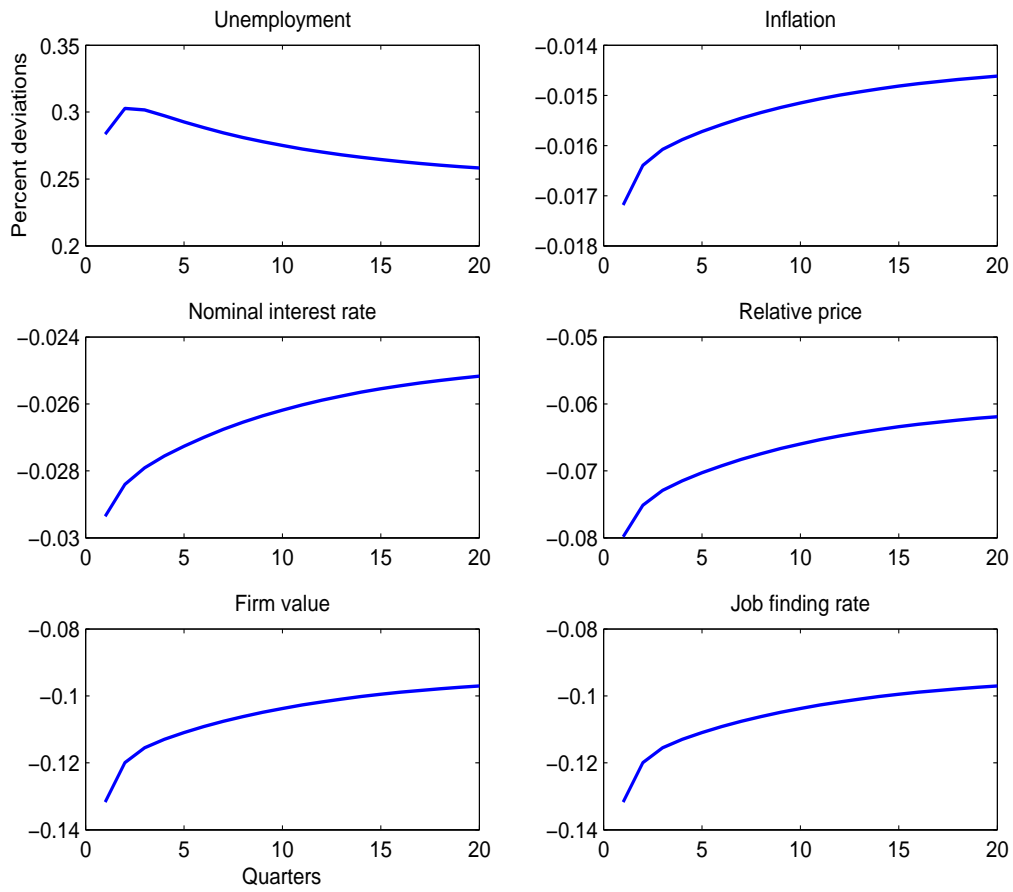 Unemployment
Percent deviations
0.35
0.3
0.25
0.2
0 5 10 15 20
Inflation
−0.014
−0.015
−0.016
−0.017
−0.018
0 5 10 15 20
Nominal interest rate
−0.024
−0.026
−0.028
−0.03
0 5 10 15 20
Relative price
−0.05
−0.06
−0.07
−0.08
0 5 10 15 20
Firm value
−0.08
−0.1
−0.12
−0.14
0 5 10 15 20
Quarters
Job finding rate
−0.08
−0.1
−0.12
−0.14
0 5 10 15 20